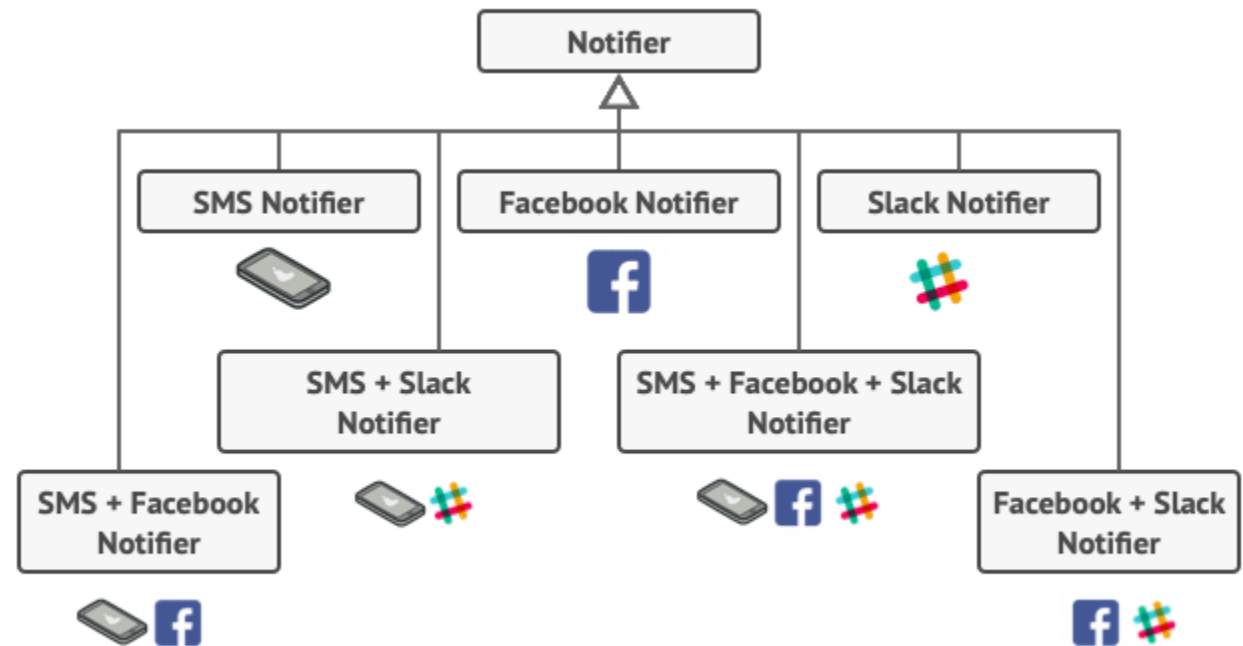 Notifier
SMS Notifier
Facebook Notifier
Slack Notifier
SMS + Slack
Notifier
SMS + Facebook + Slack
Notifier
SMS + Facebook
Notifier
Facebook + Slack
Notifier